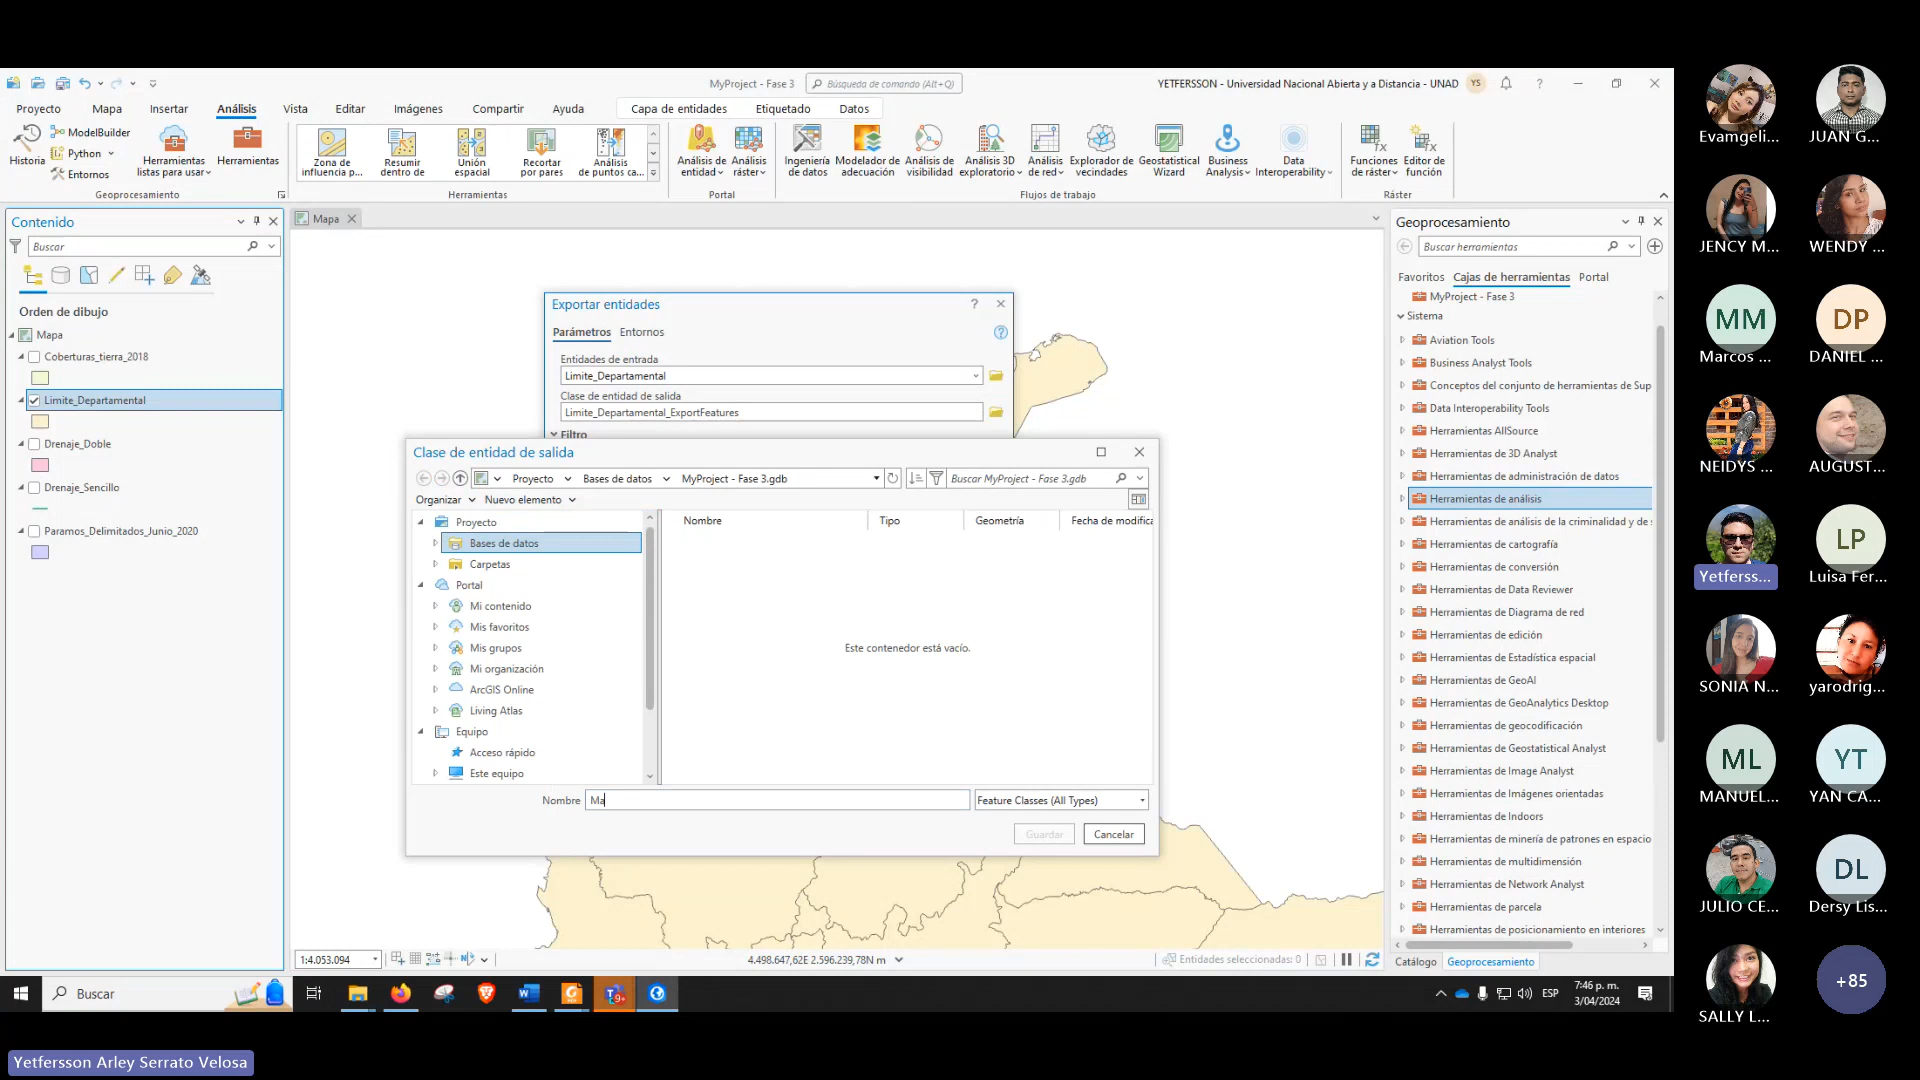 MyProject - Fase 3
Búsqueda de comando (Alt+Q)
YETFERSSON - Universidad Nacional Abierta y a Distancia - UNAD
YS
Proyecto
Mapa
Insertar
Análisis
Vista
Editar
Imágenes
Compartir
Ayuda
Capa de entidades
Etiquetado
Datos
Historia
ModelBuilder
Python
Entornos
Herramientas listas para usar
Herramientas
Geoprocesamiento
Zona de influencia p...
Resumir dentro de
Unión espacial
Recortar por pares
Análisis de puntos ca...
Herramientas
Análisis de entidad
Análisis ráster
Portal
Ingeniería de datos
Modelador de adecuación
Análisis de visibilidad
Análisis 3D exploratorio
Análisis de red
Explorador de vecindades
Geostatistical Wizard
Business Analysis
Data Interoperability
Flujos de trabajo
Funciones de ráster
Editor de función
Ráster
Contenido
Buscar
Orden de dibujo
Mapa
Coberturas_tierra_2018
Limite_Departamental
Drenaje_Doble
Drenaje_Sencillo
Paramos_Delimitados_Junio_2020
Mapa
Exportar entidades
Parámetros
Entornos
Entidades de entrada
Limite_Departamental
Clase de entidad de salida
Limite_Departamental_ExportFeatures
Filtro
Clase de entidad de salida
Proyecto
Bases de datos
MyProject - Fase 3.gdb
Buscar MyProject - Fase 3.gdb
Organizar
Nuevo elemento
Proyecto
Bases de datos
Carpetas
Portal
Mi contenido
Mis favoritos
Mis grupos
Mi organización
ArcGIS Online
Living Atlas
Equipo
Acceso rápido
Este equipo
Nombre
Tipo
Geometría
Fecha de modifica
Este contenedor está vacío.
Nombre
Ma
Feature Classes (All Types)
Guardar
Cancelar
1:4.053.094
4.498.647,62E 2.596.239,78N m
Entidades seleccionadas: 0
Geoprocesamiento
Buscar herramientas
Favoritos
Cajas de herramientas
Portal
MyProject - Fase 3
Sistema
Aviation Tools
Business Analyst Tools
Conceptos del conjunto de herramientas de Sup
Data Interoperability Tools
Herramientas AllSource
Herramientas de 3D Analyst
Herramientas de administración de datos
Herramientas de análisis
Herramientas de análisis de la criminalidad y de s
Herramientas de cartografía
Herramientas de conversión
Herramientas de Data Reviewer
Herramientas de Diagrama de red
Herramientas de edición
Herramientas de Estadística espacial
Herramientas de GeoAI
Herramientas de GeoAnalytics Desktop
Herramientas de geocodificación
Herramientas de Geostatistical Analyst
Herramientas de Image Analyst
Herramientas de Imágenes orientadas
Herramientas de Indoors
Herramientas de minería de patrones en espacio
Herramientas de multidimensión
Herramientas de Network Analyst
Herramientas de parcela
Herramientas de posicionamiento en interiores
Catálogo
Geoprocesamiento
Buscar
ESP
7:46 p. m.
3/04/2024
Evamgeli...
JUAN G...
JENCY M...
WENDY ...
MM
Marcos ...
DP
DANIEL ...
NEIDYS ...
AUGUST...
Yetferss...
LP
Luisa Fer...
SONIA N...
yarodrig...
ML
MANUEL...
YT
YAN CA...
JULIO CE...
DL
Dersy Lis...
SALLY L...
+85
Yetfersson Arley Serrato Velosa